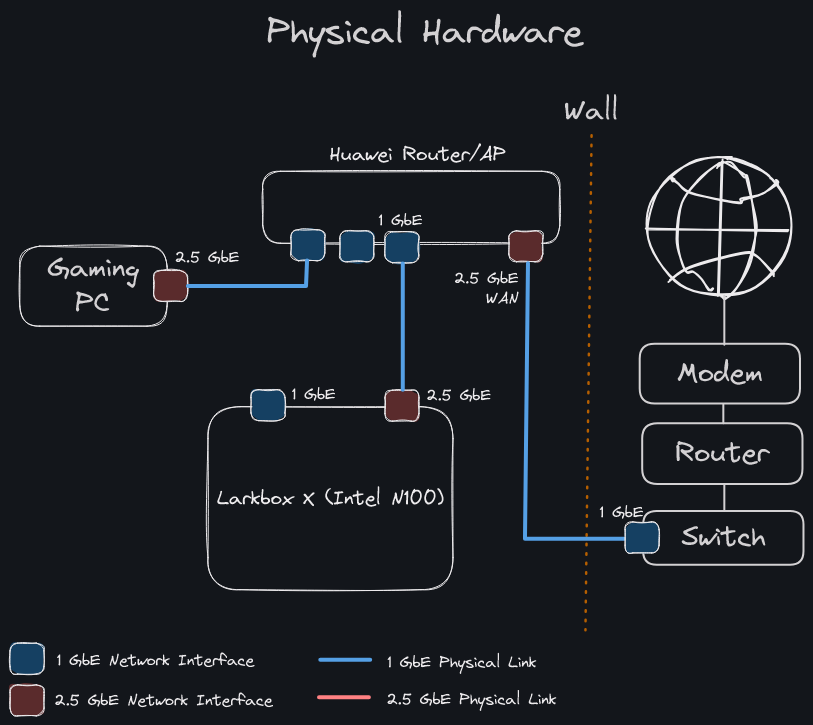 Physical Hardware
Wall
Huawei Router/AP
1 GbE
2.5 GbE
Gaming
PC
2.5 GbE
WAN
1 GbE
2.5 GbE
Modem
Router
Larkbox X (Intel N100)
1 GbE
Switch
1 GbE Network Interface
1 GbE Physical Link
2.5 GbE Network Interface
2.5 GbE Physical Link